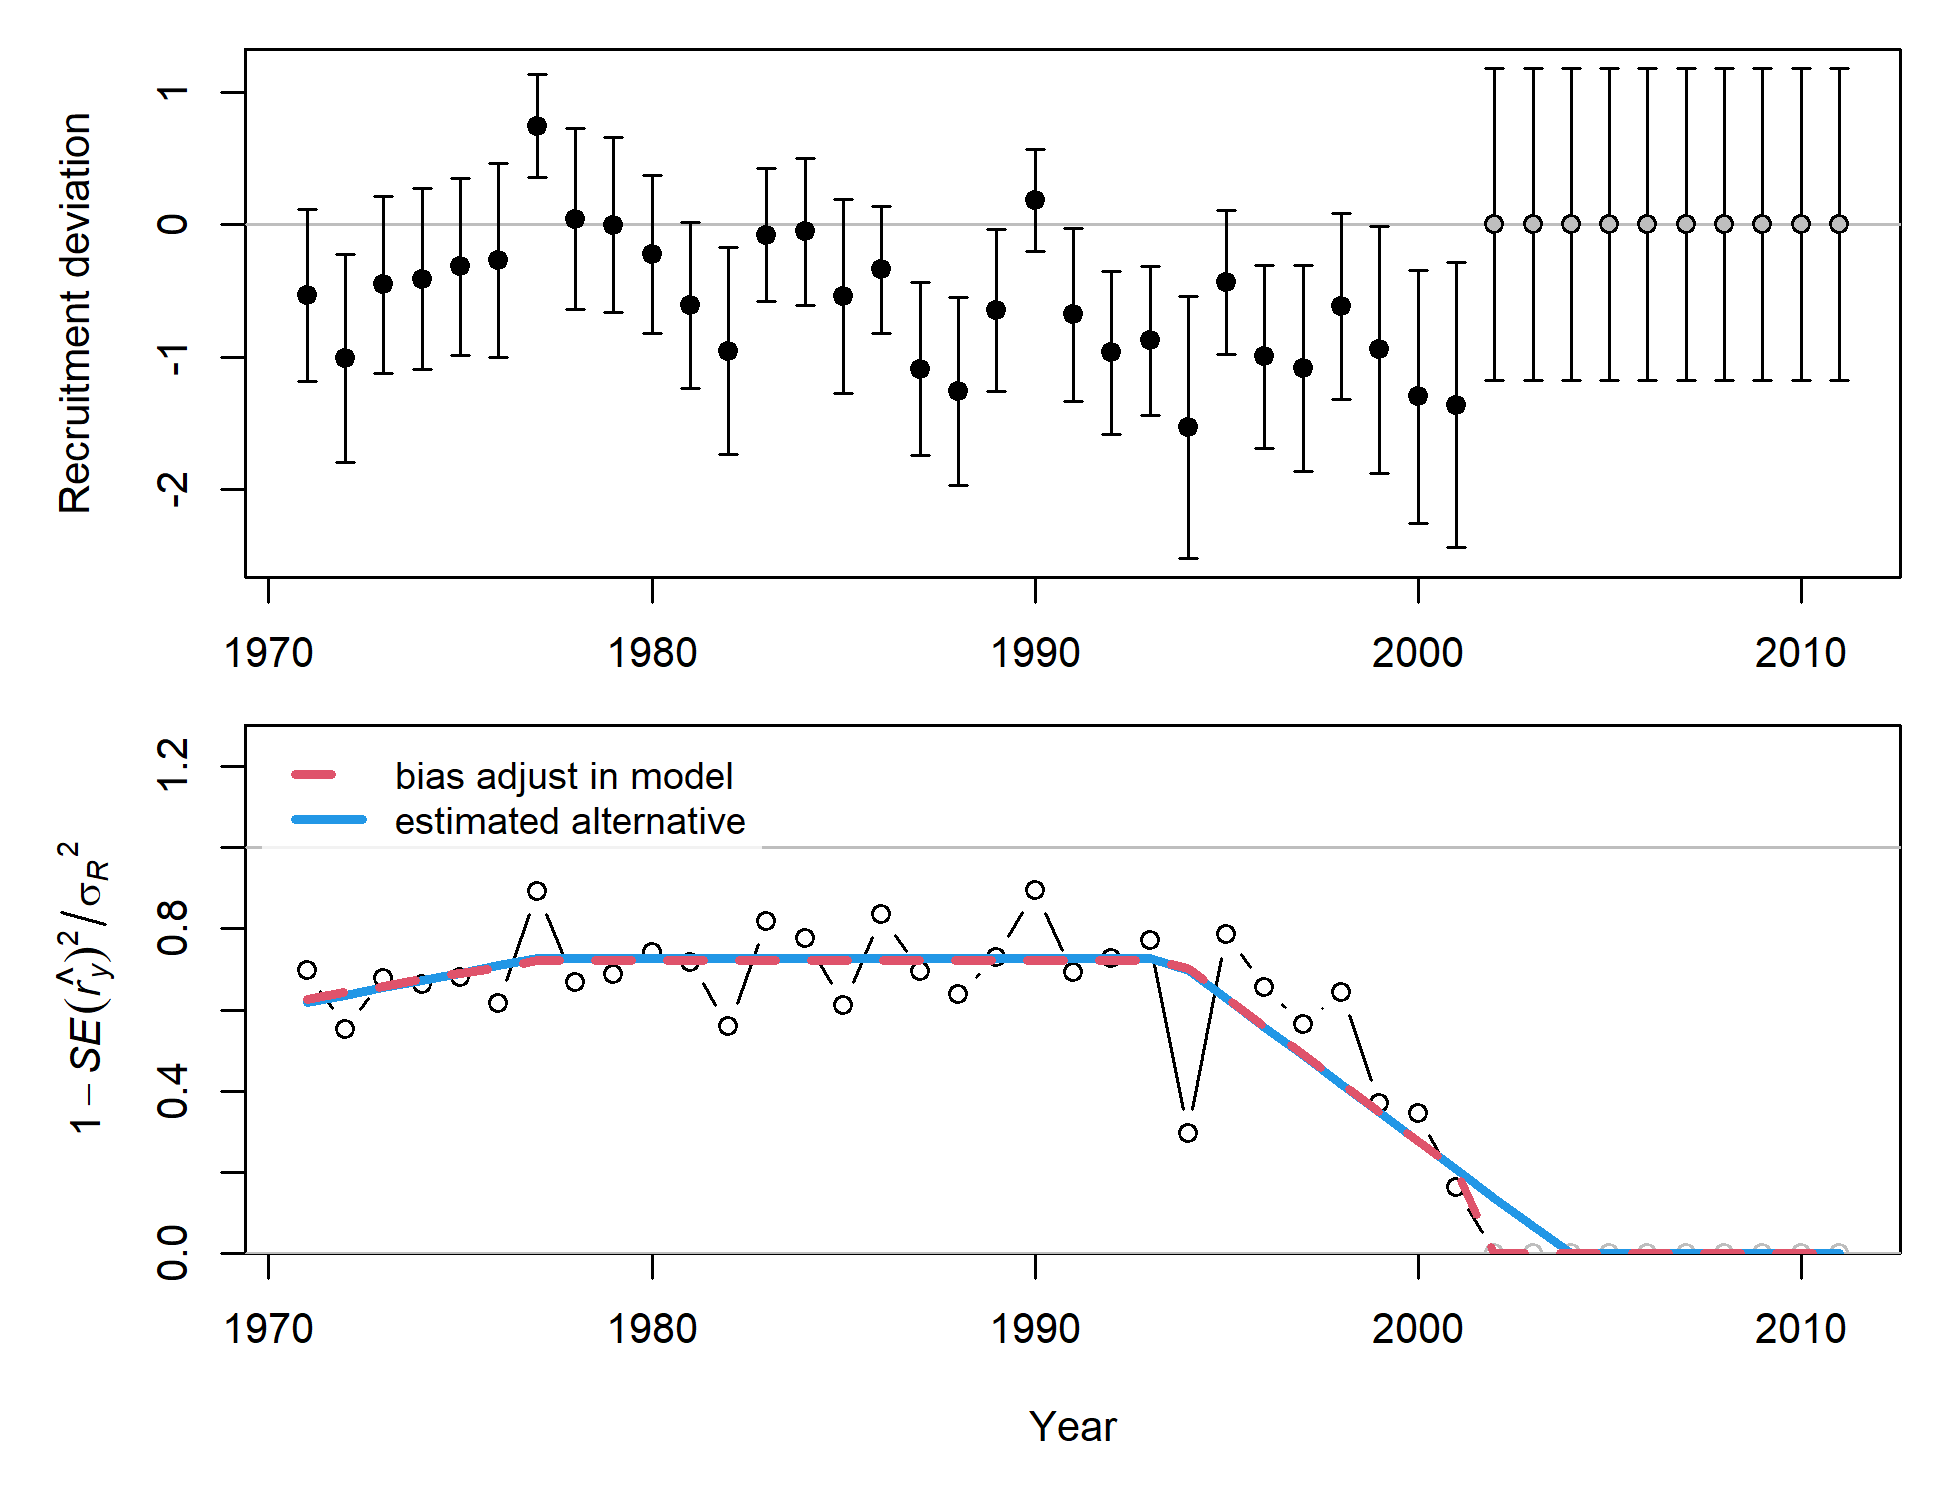 Recruitment deviation
1
0
-1
-2
1970 1980 1990 2000 2010
bias adjust in model
estimated alternative
1 − SE(r̂y)² / σR²
1.2
0.8
0.4
0.0
1970 1980 1990 2000 2010
Year